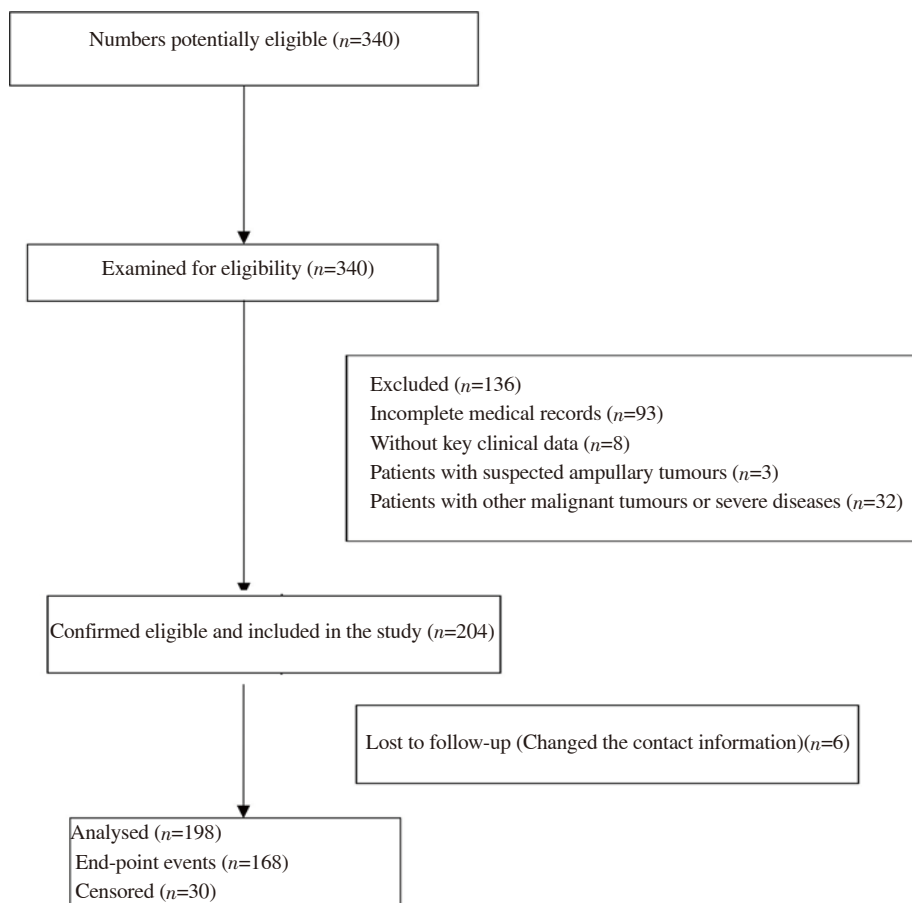 Numbers potentially eligible (n=340)
Examined for eligibility (n=340)
Excluded (n=136)
Incomplete medical records (n=93)
Without key clinical data (n=8)
Patients with suspected ampullary tumours (n=3)
Patients with other malignant tumours or severe diseases (n=32)
Confirmed eligible and included in the study (n=204)
Lost to follow-up (Changed the contact information)(n=6)
Analysed (n=198)
End-point events (n=168)
Censored (n=30)